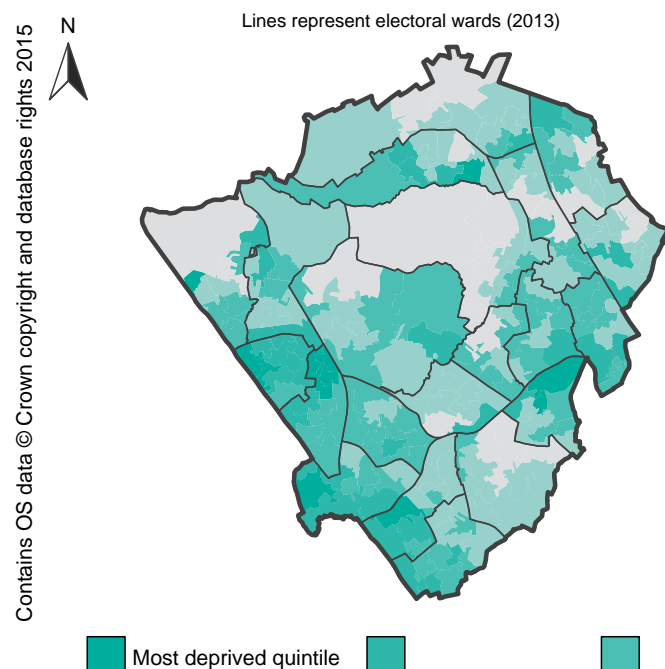 Lines represent electoral wards (2013)
N
Contains OS data © Crown copyright and database rights 2015
Most deprived quintile